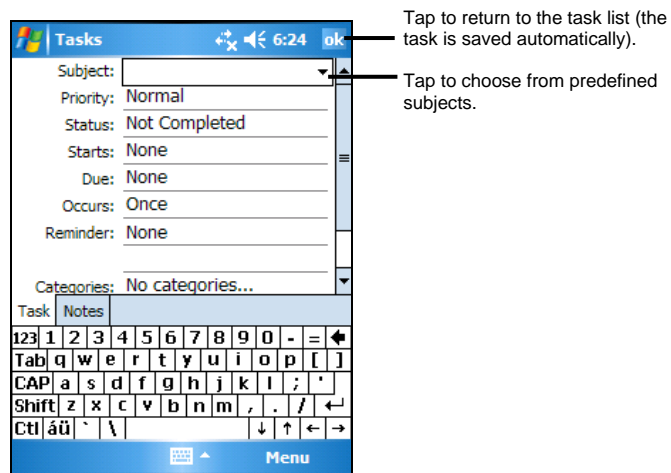 Tasks 6:24 ok
Tap to return to the task list (the
task is saved automatically).
Subject:
Tap to choose from predefined
subjects.
Priority: Normal
Status: Not Completed
Starts: None
Due: None
Occurs: Once
Reminder: None
Categories: No categories...
Task Notes
123 1 2 3 4 5 6 7 8 9 0 - =
Tab q w e r t y u i o p [ ]
CAP a s d f g h j k l ; '
Shift z x c v b n m , . /
Ctl áü ` \
Menu